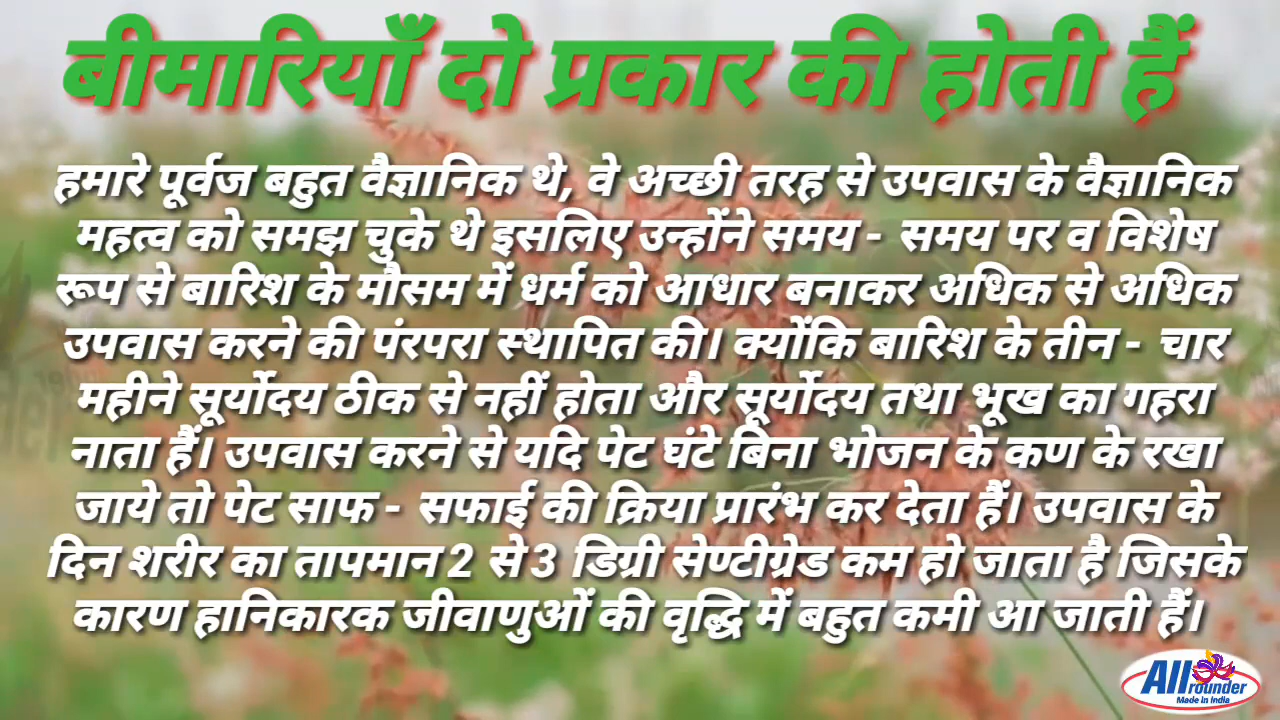 बीमारियाँ दो प्रकार की होती हैं
हमारे पूर्वज बहुत वैज्ञानिक थे, वे अच्छी तरह से उपवास के वैज्ञानिक
महत्व को समझ चुके थे इसलिए उन्होंने समय - समय पर व विशेष
रूप से बारिश के मौसम में धर्म को आधार बनाकर अधिक से अधिक
उपवास करने की पंरपरा स्थापित की। क्योंकि बारिश के तीन - चार
महीने सूर्योदय ठीक से नहीं होता और सूर्योदय तथा भूख का गहरा
नाता हैं। उपवास करने से यदि पेट घंटे बिना भोजन के कण के रखा
जाये तो पेट साफ - सफाई की क्रिया प्रारंभ कर देता हैं। उपवास के
दिन शरीर का तापमान 2 से 3 डिग्री सेण्टीग्रेड कम हो जाता है जिसके
कारण हानिकारक जीवाणुओं की वृद्धि में बहुत कमी आ जाती हैं।
All rounder
Made in India